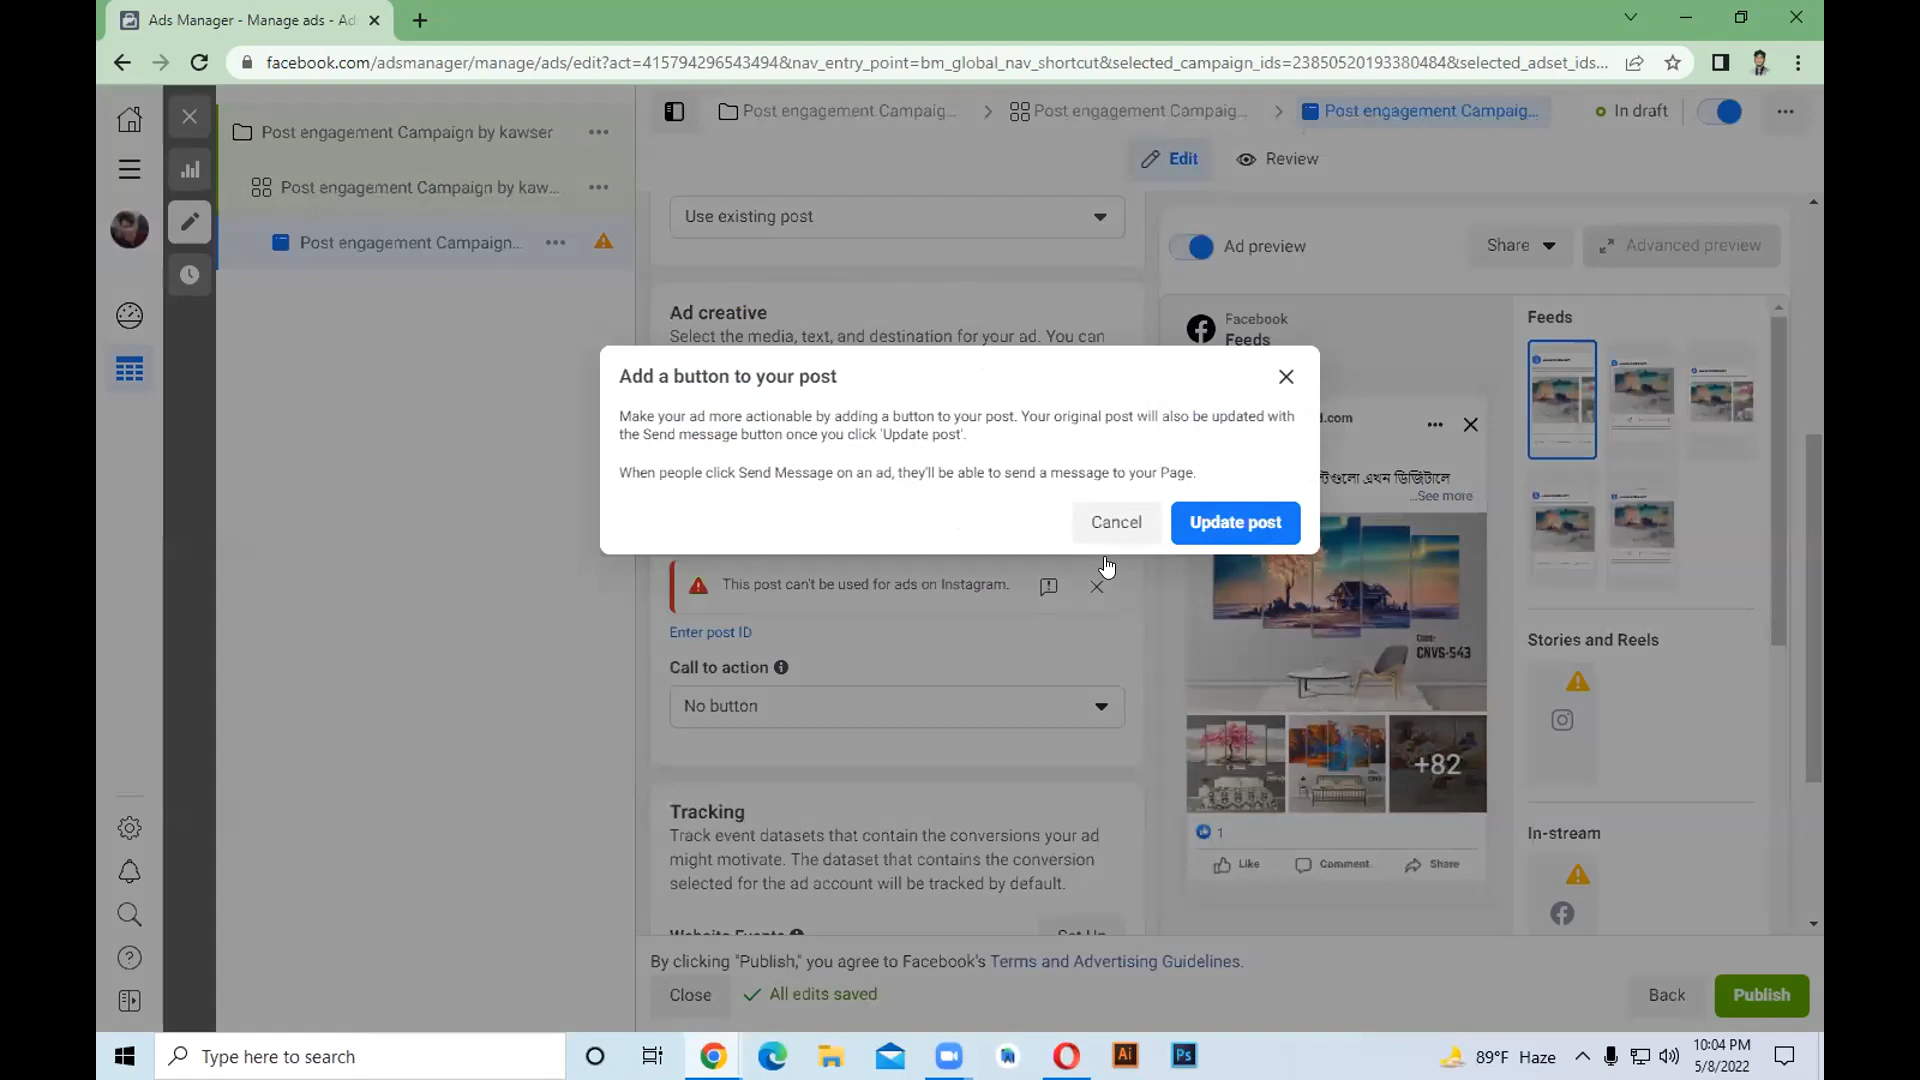 Ads Manager - Manage ads - Ad
facebook.com/adsmanager/manage/ads/edit?act=415794296543494&nav_entry_point=bm_global_nav_shortcut&selected_campaign_ids=23850520193380484&selected_adset_ids...
Post engagement Campaign by kawser
Post engagement Campaign by kaw...
Post engagement Campaign...
Post engagement Campaig...
Post engagement Campaig...
Post engagement Campaig...
In draft
Edit
Review
Use existing post
Ad creative
Select the media, text, and destination for your ad. You can
Ad preview
Share
Advanced preview
Facebook
Feeds
Feeds
Add a button to your post
Make your ad more actionable by adding a button to your post. Your original post will also be updated with
the Send message button once you click 'Update post'.
When people click Send Message on an ad, they'll be able to send a message to your Page.
Cancel
Update post
d.com
ন্টগুলো এখন ডিজিটালে
...See more
This post can't be used for ads on Instagram.
Enter post ID
Call to action
No button
CNVS-543
+82
1
Like
Comment
Share
Stories and Reels
In-stream
Tracking
Track event datasets that contain the conversions your ad
might motivate. The dataset that contains the conversion
selected for the ad account will be tracked by default.
Website Events
Set Up
By clicking "Publish," you agree to Facebook's Terms and Advertising Guidelines.
Close
All edits saved
Back
Publish
Type here to search
Ai
Ps
89°F Haze
10:04 PM
5/8/2022